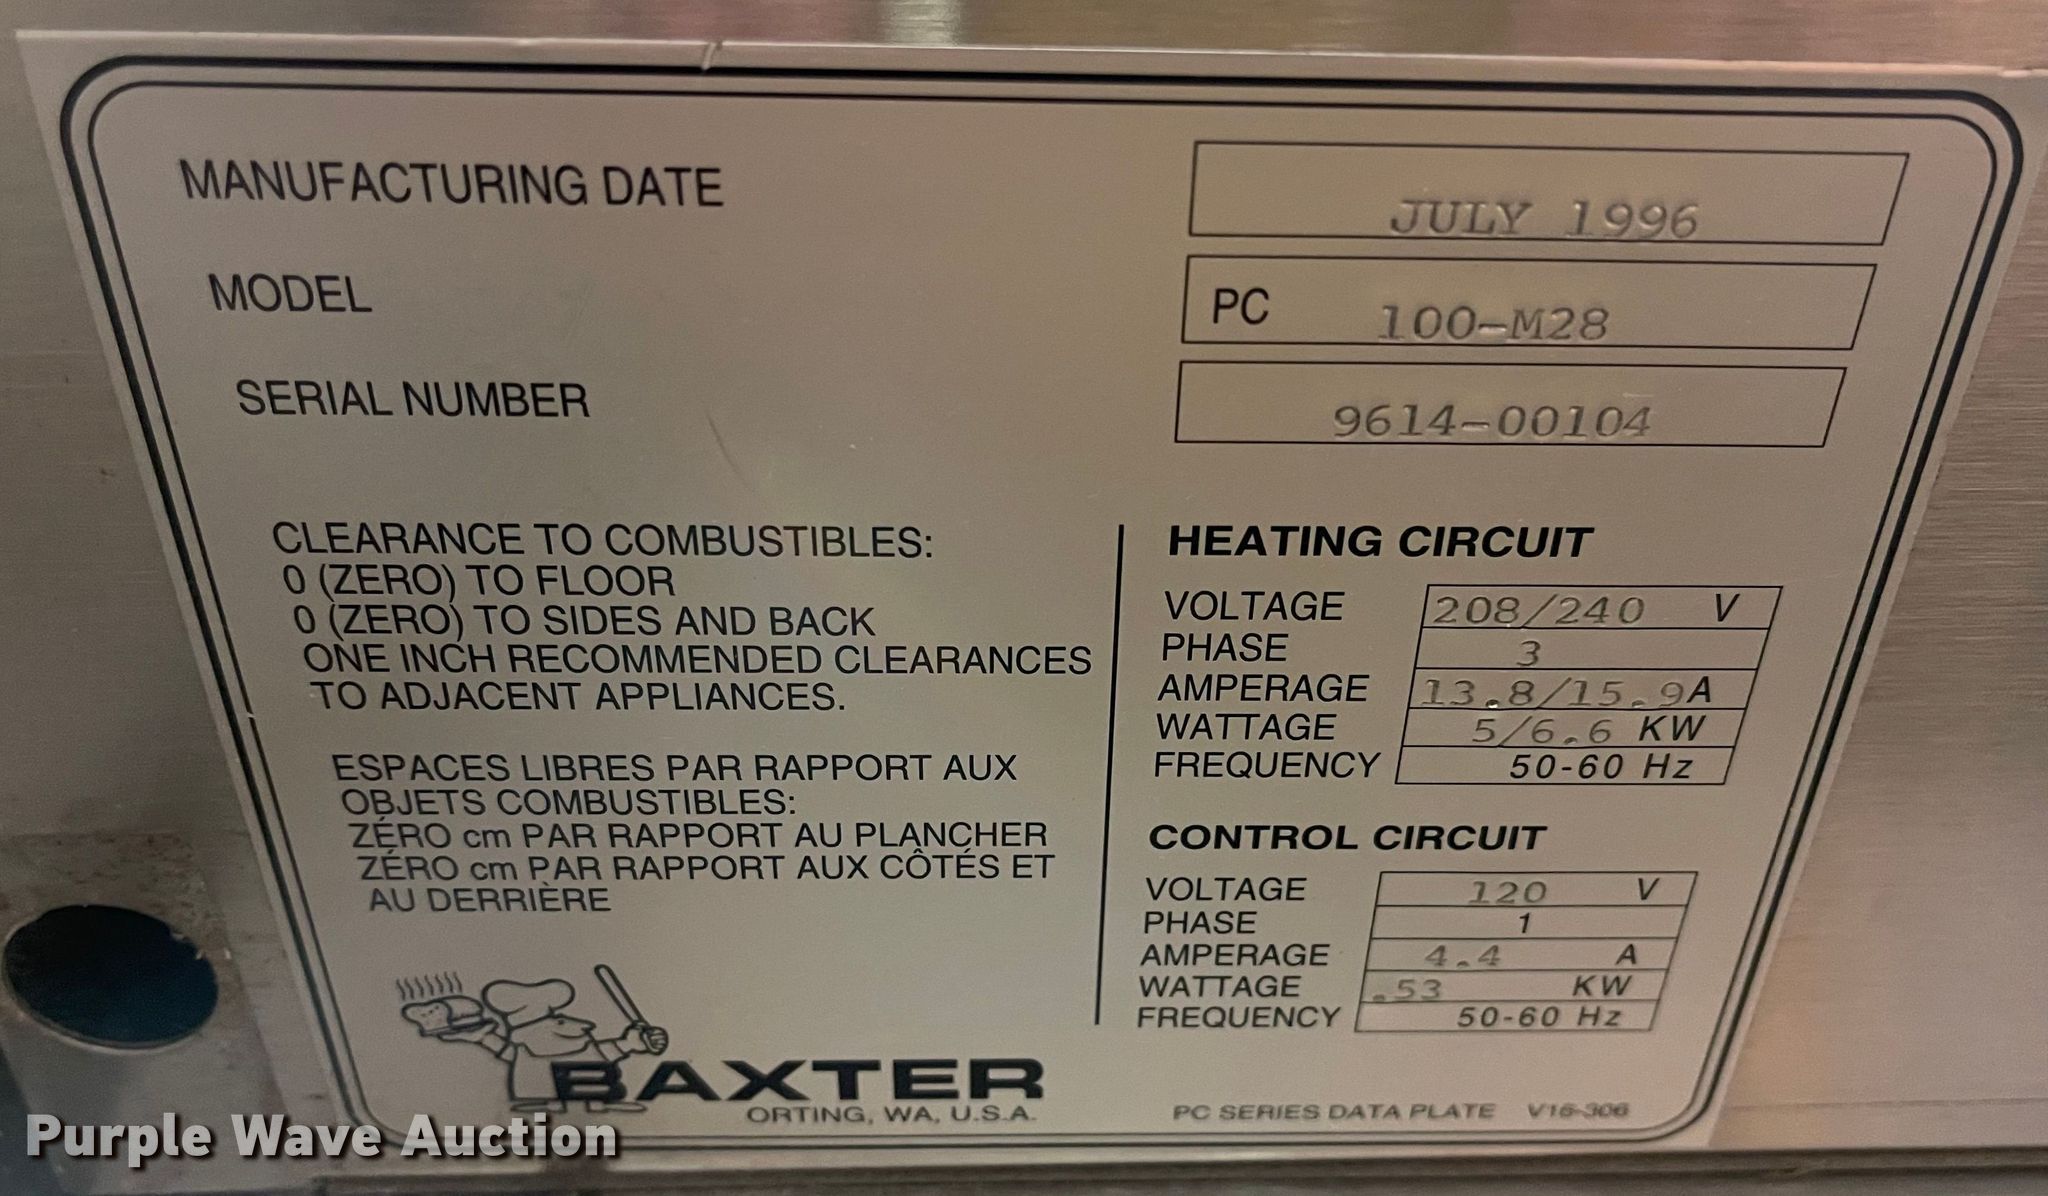 MANUFACTURING DATE JULY 1996
MODEL PC 100-M28
SERIAL NUMBER 9614-00104
CLEARANCE TO COMBUSTIBLES:
0 (ZERO) TO FLOOR
0 (ZERO) TO SIDES AND BACK
ONE INCH RECOMMENDED CLEARANCES
TO ADJACENT APPLIANCES.
ESPACES LIBRES PAR RAPPORT AUX
OBJETS COMBUSTIBLES:
ZÉRO cm PAR RAPPORT AU PLANCHER
ZÉRO cm PAR RAPPORT AUX CÔTÉS ET
AU DERRIÈRE
HEATING CIRCUIT
VOLTAGE 208/240 V
PHASE 3
AMPERAGE 13.8/15.9A
WATTAGE 5/6.6 KW
FREQUENCY 50-60 Hz
CONTROL CIRCUIT
VOLTAGE 120 V
PHASE 1
AMPERAGE 4.4 A
WATTAGE .53 KW
FREQUENCY 50-60 Hz
BAXTER
ORTING, WA, U.S.A.
PC SERIES DATA PLATE V16-306
Purple Wave Auction